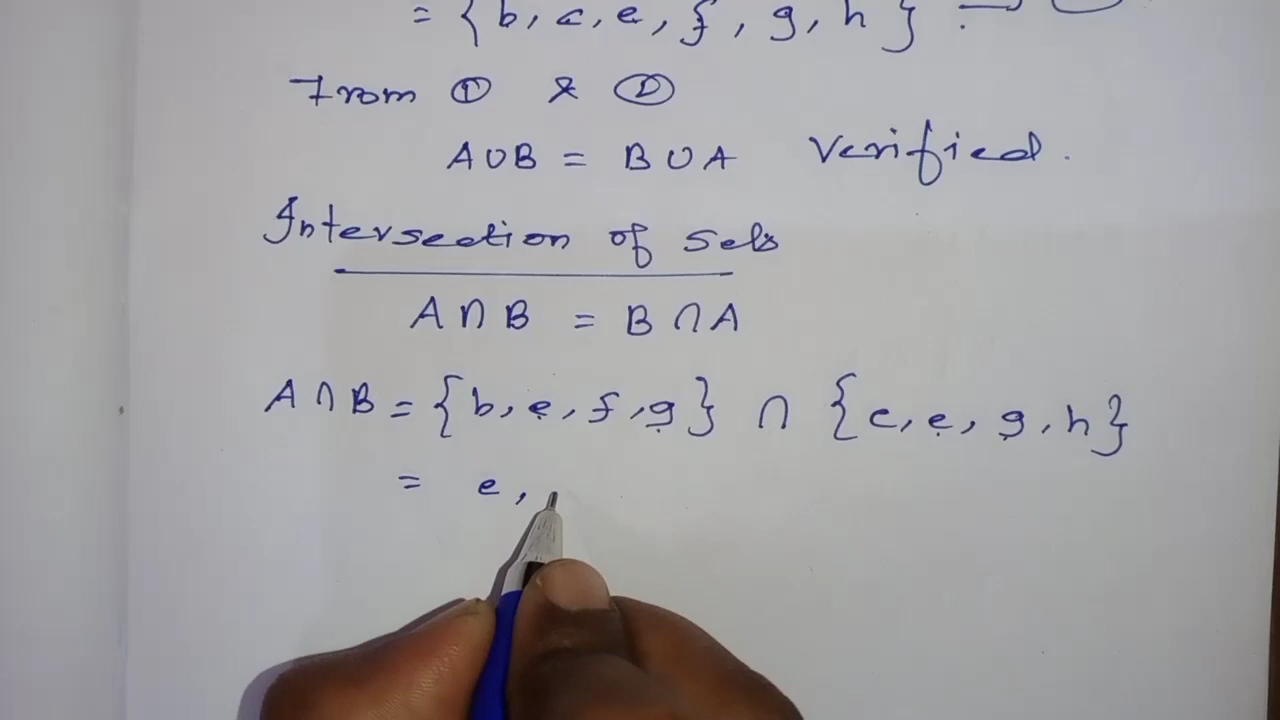 = { b, c, e, f, g, h } →
From ① & ②
A∪B = B∪A Verified.
Intersection of sets
A∩B = B∩A
A∩B = {b, e, f, g} ∩ {c, e, g, h}
= e,